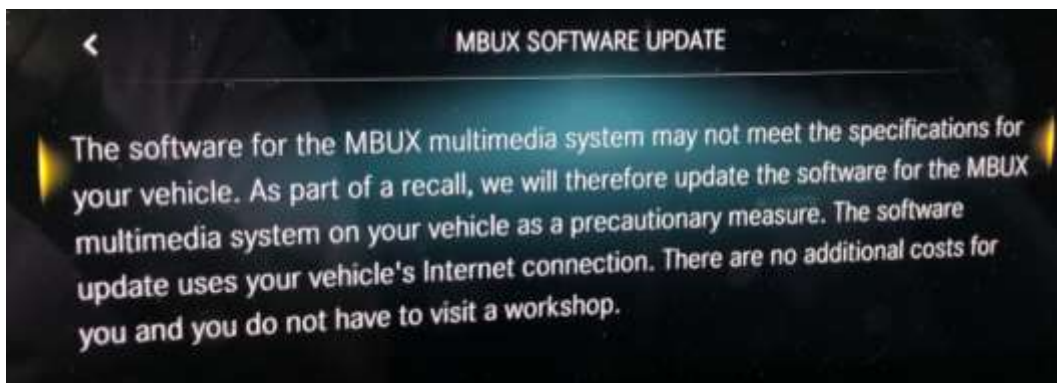 MBUX SOFTWARE UPDATE
The software for the MBUX multimedia system may not meet the specifications for
your vehicle. As part of a recall, we will therefore update the software for the MBUX
multimedia system on your vehicle as a precautionary measure. The software
update uses your vehicle's Internet connection. There are no additional costs for
you and you do not have to visit a workshop.